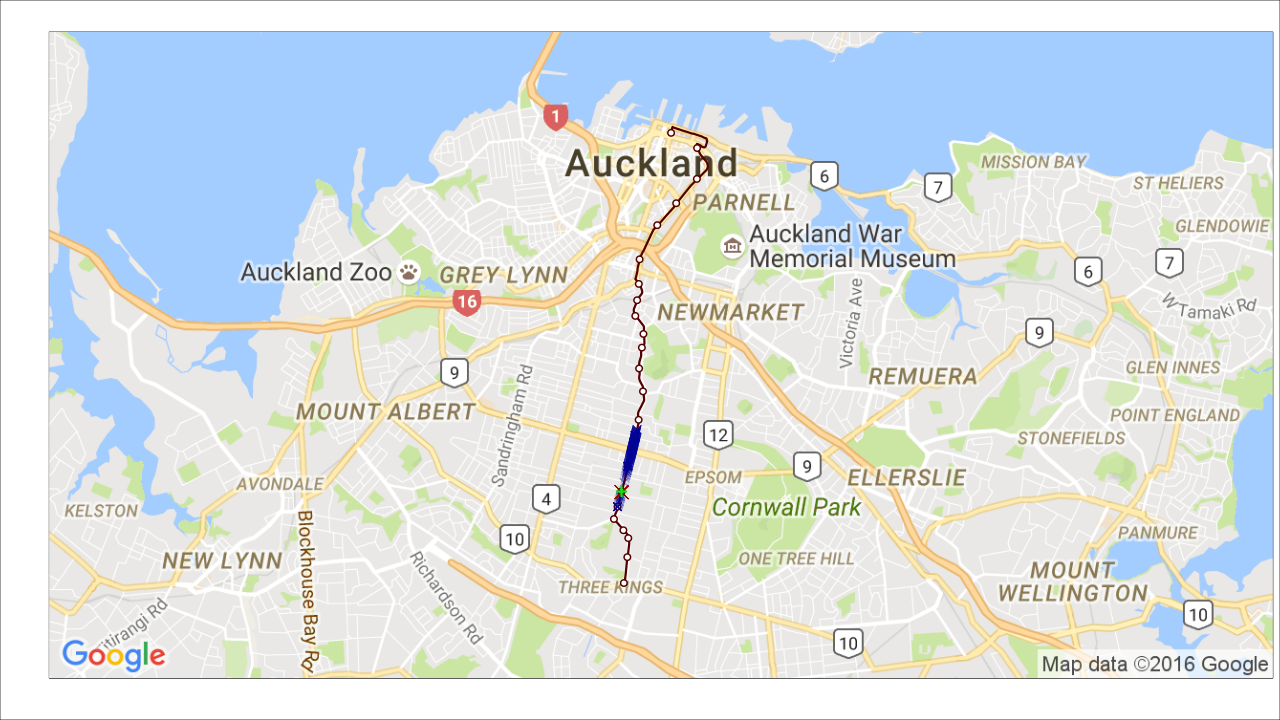 1
Auckland
MISSION BAY
6
7
ST HELIERS
PARNELL
GLENDOWIE
Auckland War
Memorial Museum
Auckland Zoo
GREY LYNN
6
7
16
NEWMARKET
Victoria Ave
W Tamaki Rd
9
9
REMUERA
GLEN INNES
Sandringham Rd
MOUNT ALBERT
POINT ENGLAND
12
STONEFIELDS
9
EPSOM
ELLERSLIE
AVONDALE
4
KELSTON
Cornwall Park
Blockhouse Bay Rd
10
PANMURE
NEW LYNN
ONE TREE HILL
Richardson Rd
MOUNT
WELLINGTON
THREE KINGS
10
10
Titirangi Rd
Google
Map data ©2016 Google